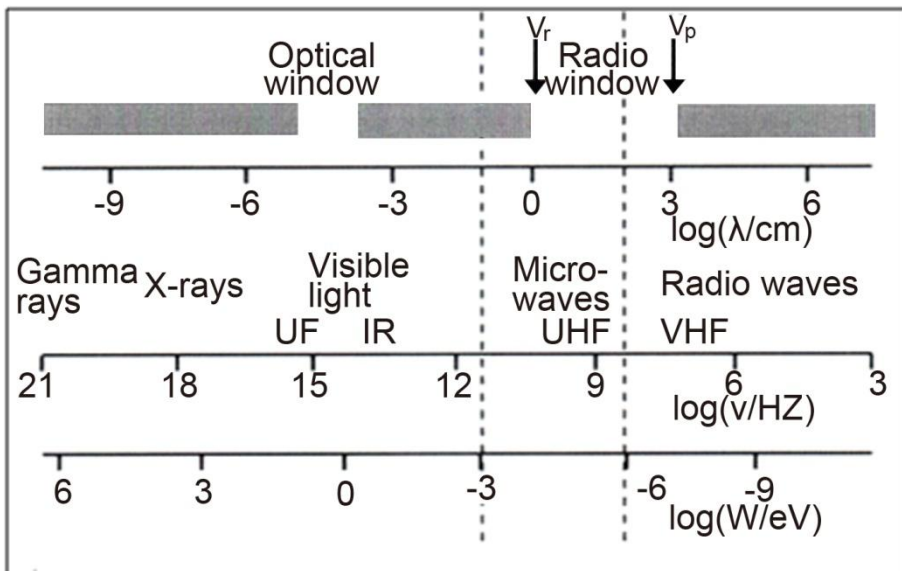 Vr
Vp
Optical
window
Radio
window
-9 -6 -3 0 3 6
log(λ/cm)
Gamma
rays
X-rays
Visible
light
Micro-
waves
Radio waves
UF IR UHF VHF
21 18 15 12 9 6 3
log(v/HZ)
6 3 0 -3 -6 -9
log(W/eV)